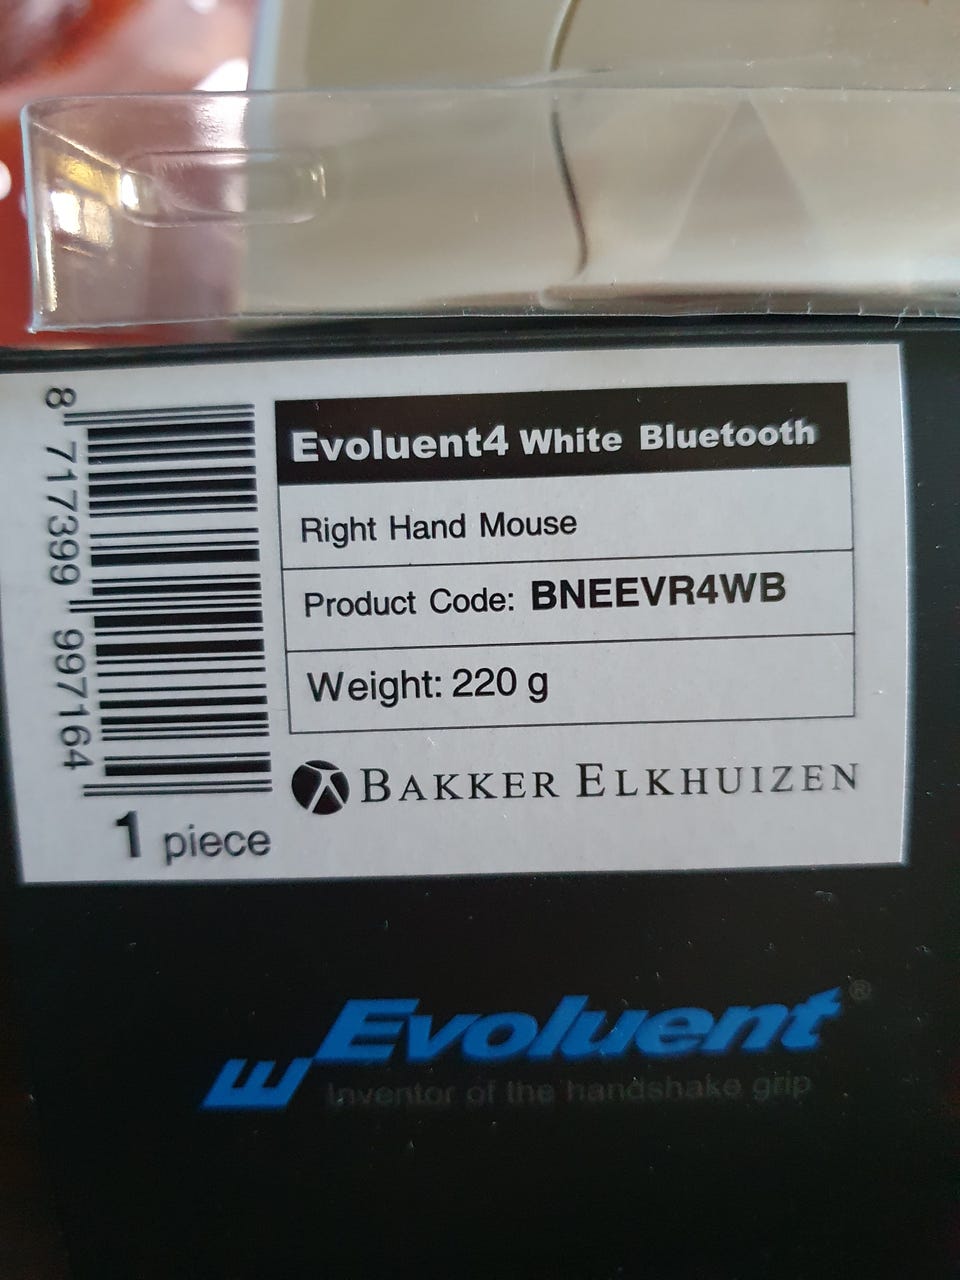 8 717399 997164
Evoluent4 White Bluetooth
Right Hand Mouse
Product Code: BNEEVR4WB
Weight: 220 g
BAKKER ELKHUIZEN
1 piece
Evoluent®
Inventor of the handshake grip